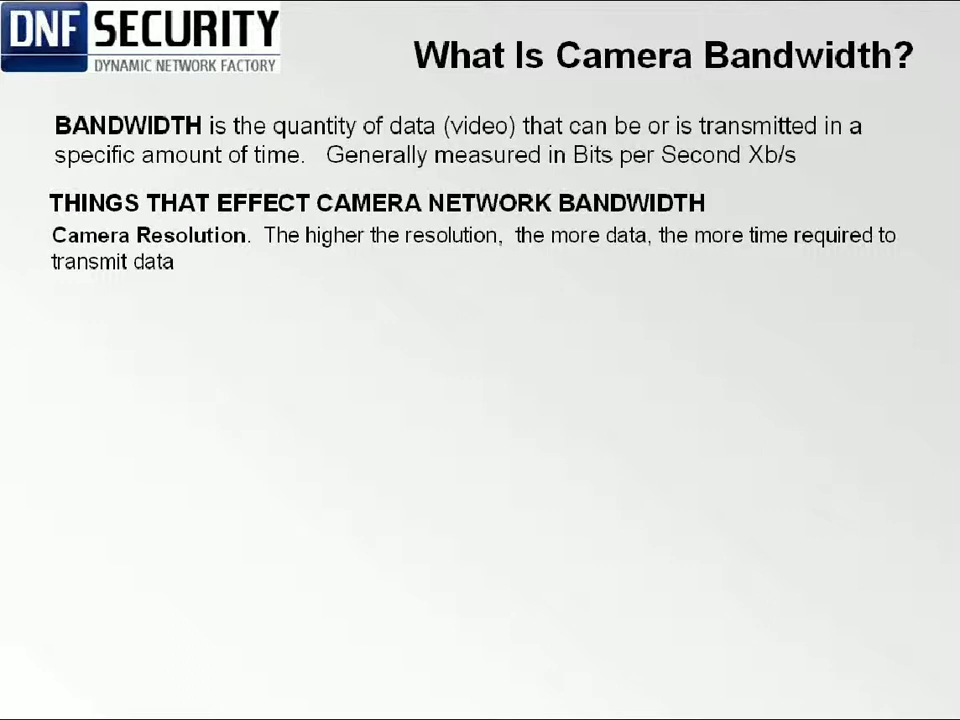 DNF SECURITY
DYNAMIC NETWORK FACTORY
What Is Camera Bandwidth?
BANDWIDTH is the quantity of data (video) that can be or is transmitted in a
specific amount of time. Generally measured in Bits per Second Xb/s
THINGS THAT EFFECT CAMERA NETWORK BANDWIDTH
Camera Resolution. The higher the resolution, the more data, the more time required to
transmit data